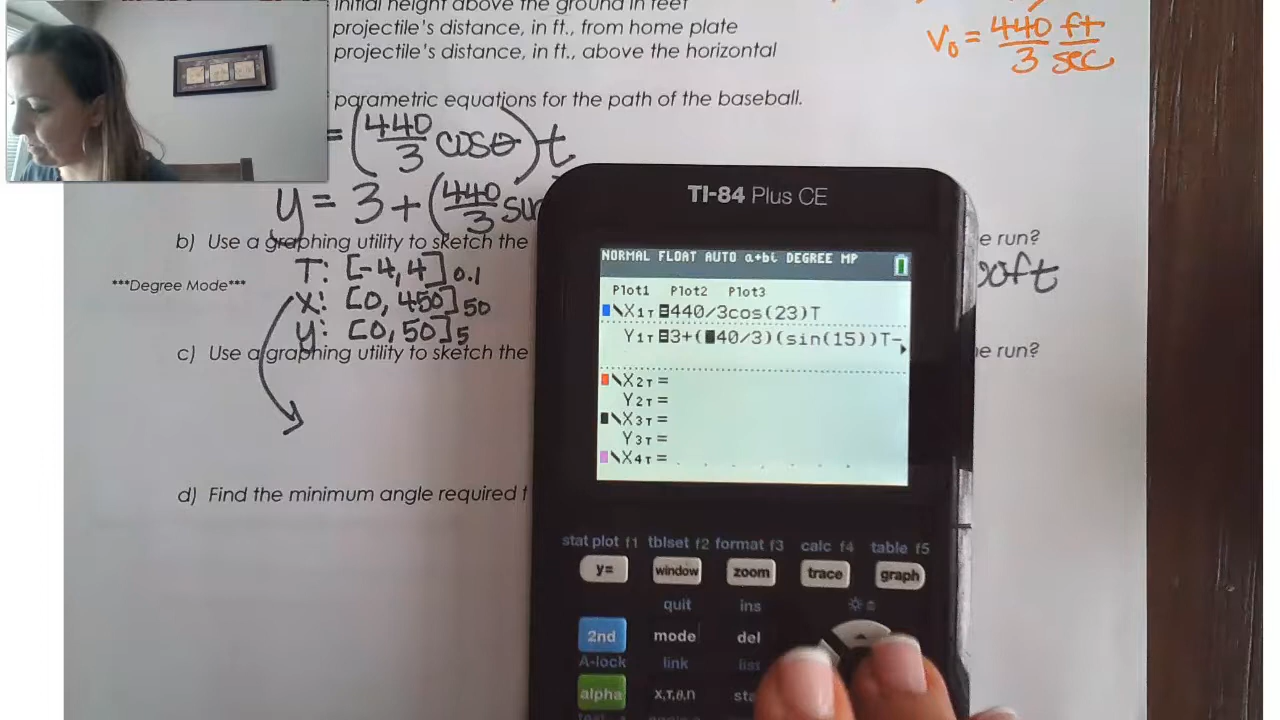 initial height above the ground in feet
projectile's distance, in ft., from home plate
projectile's distance, in ft., above the horizontal
V₀ = 440/3 ft/sec
parametric equations for the path of the baseball.
= (440/3 cosθ)t
y = 3 + (440/3 sin
b) Use a graphing utility to sketch the
e run?
T: [-4, 4] 0.1
***Degree Mode***
x: [0, 450] 50
y: [0, 50] 5
00ft
c) Use a graphing utility to sketch the
e run?
d) Find the minimum angle required
TI-84 Plus CE
NORMAL FLOAT AUTO a+bi DEGREE MP
Plot1 Plot2 Plot3
\X1T=440/3cos(23)T
Y1T=3+(40/3)(sin(15))T-
\X2T=
Y2T=
\X3T=
Y3T=
\X4T=
stat plot f1 tblset f2 format f3 calc f4 table f5
y= window zoom trace graph
quit ins
2nd mode del
A-lock link list
alpha X,T,θ,n